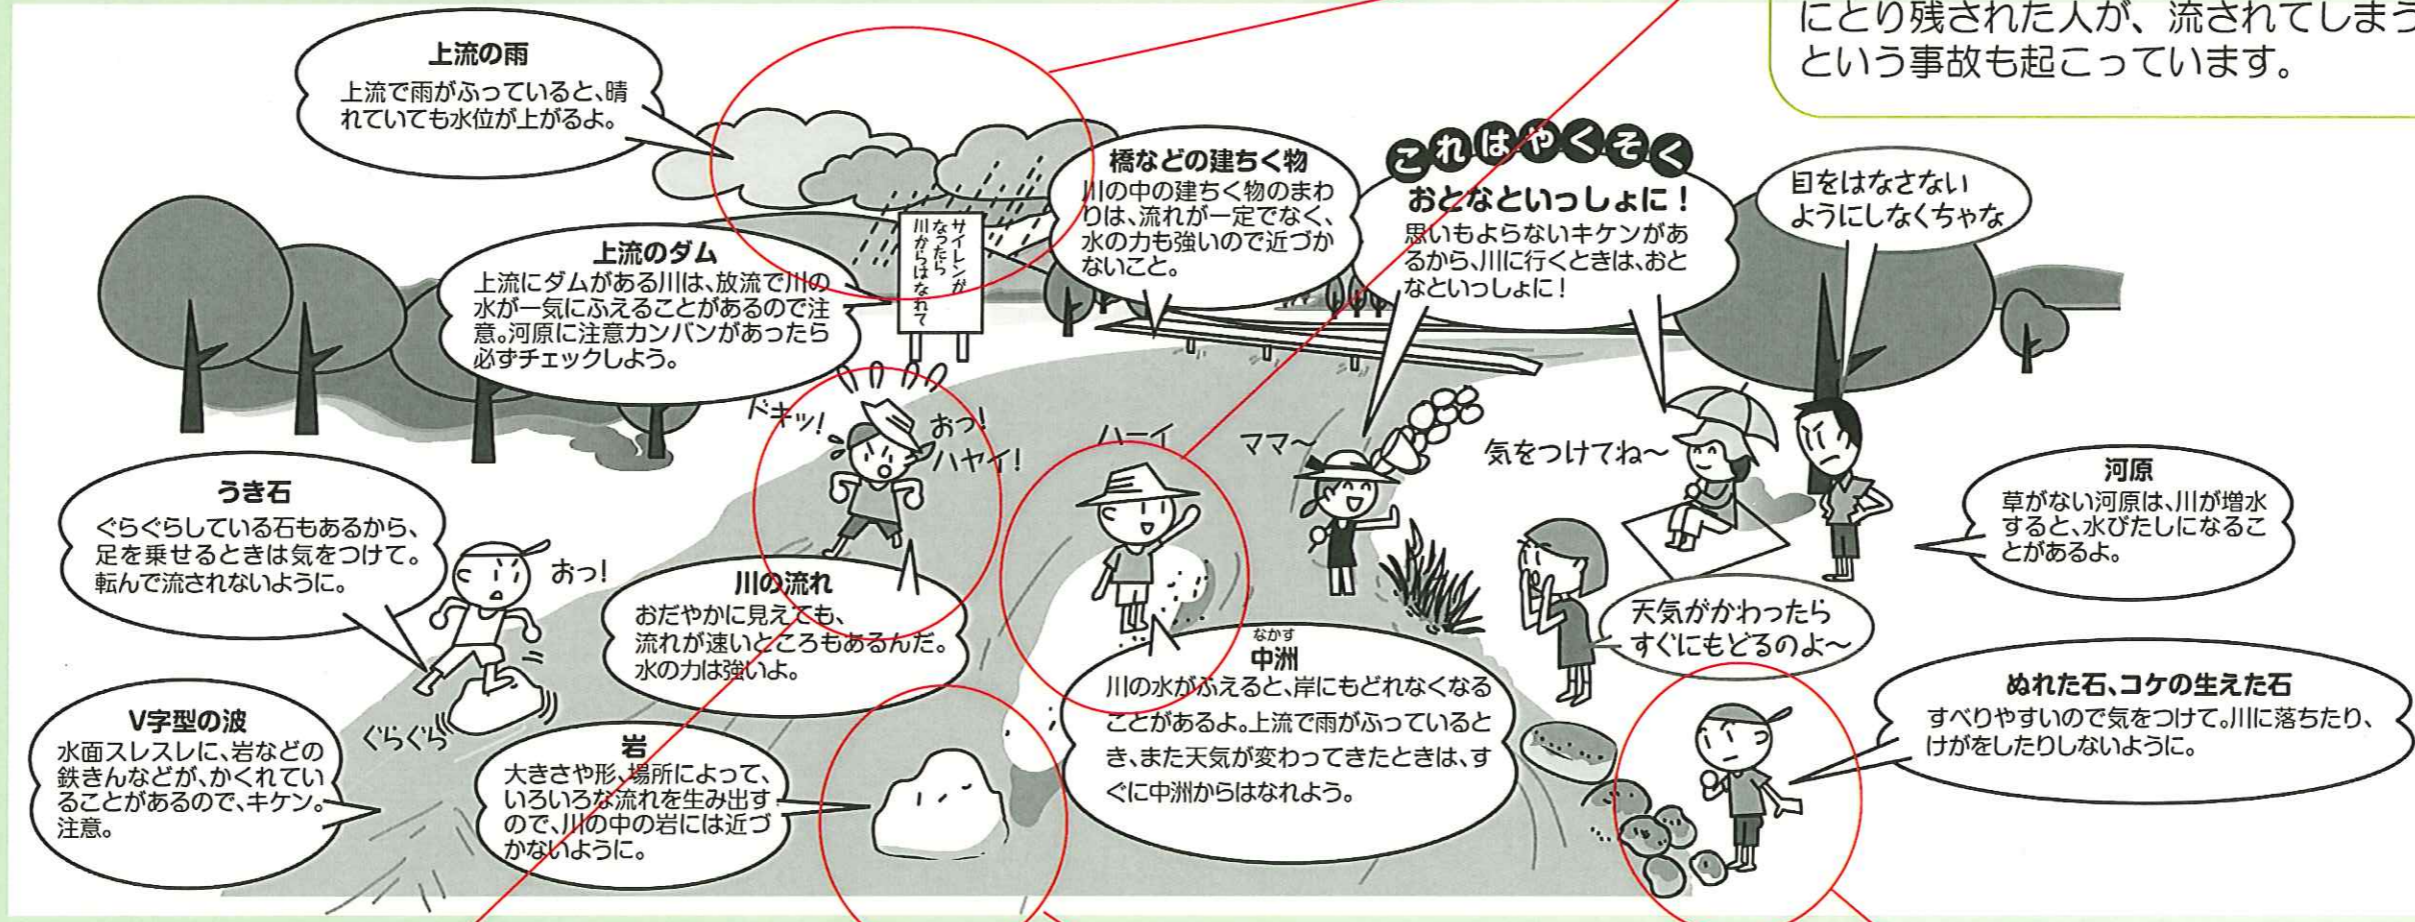 にとり残された人が、流されてしまう
という事故も起こっています。
上流の雨
上流で雨がふっていると、晴
れていても水位が上がるよ。
上流のダム
上流にダムがある川は、放流で川の
水が一気にふえることがあるので注
意。河原に注意カンバンがあったら
必ずチェックしよう。
サイレンが
なったら
川からはなれて
橋などの建ちく物
川の中の建ちく物のまわ
りは、流れが一定でなく、
水の力も強いので近づか
ないこと。
これはやくそく
おとなといっしょに！
思いもよらないキケンがあ
るから、川に行くときは、おと
なといっしょに！
目をはなさない
ようにしなくちゃな
ドキッ！
おっ！
ハヤイ！
ハーイ
ママ〜
気をつけてね〜
河原
草がない河原は、川が増水
すると、水びたしになるこ
とがあるよ。
うき石
ぐらぐらしている石もあるから、
足を乗せるときは気をつけて。
転んで流されないように。
おっ！
ぐらぐら
川の流れ
おだやかに見えても、
流れが速いところもあるんだ。
水の力は強いよ。
天気がかわったら
すぐにもどるのよ〜
なかす
中洲
川の水がふえると、岸にもどれなくなる
ことがあるよ。上流で雨がふっていると
き、また天気が変わってきたときは、す
ぐに中洲からはなれよう。
ぬれた石、コケの生えた石
すべりやすいので気をつけて。川に落ちたり、
けがをしたりしないように。
V字型の波
水面スレスレに、岩などの
鉄きんなどが、かくれてい
ることがあるので、キケン。
注意。
岩
大きさや形、場所によって、
いろいろな流れを生み出す
ので、川の中の岩には近づ
かないように。